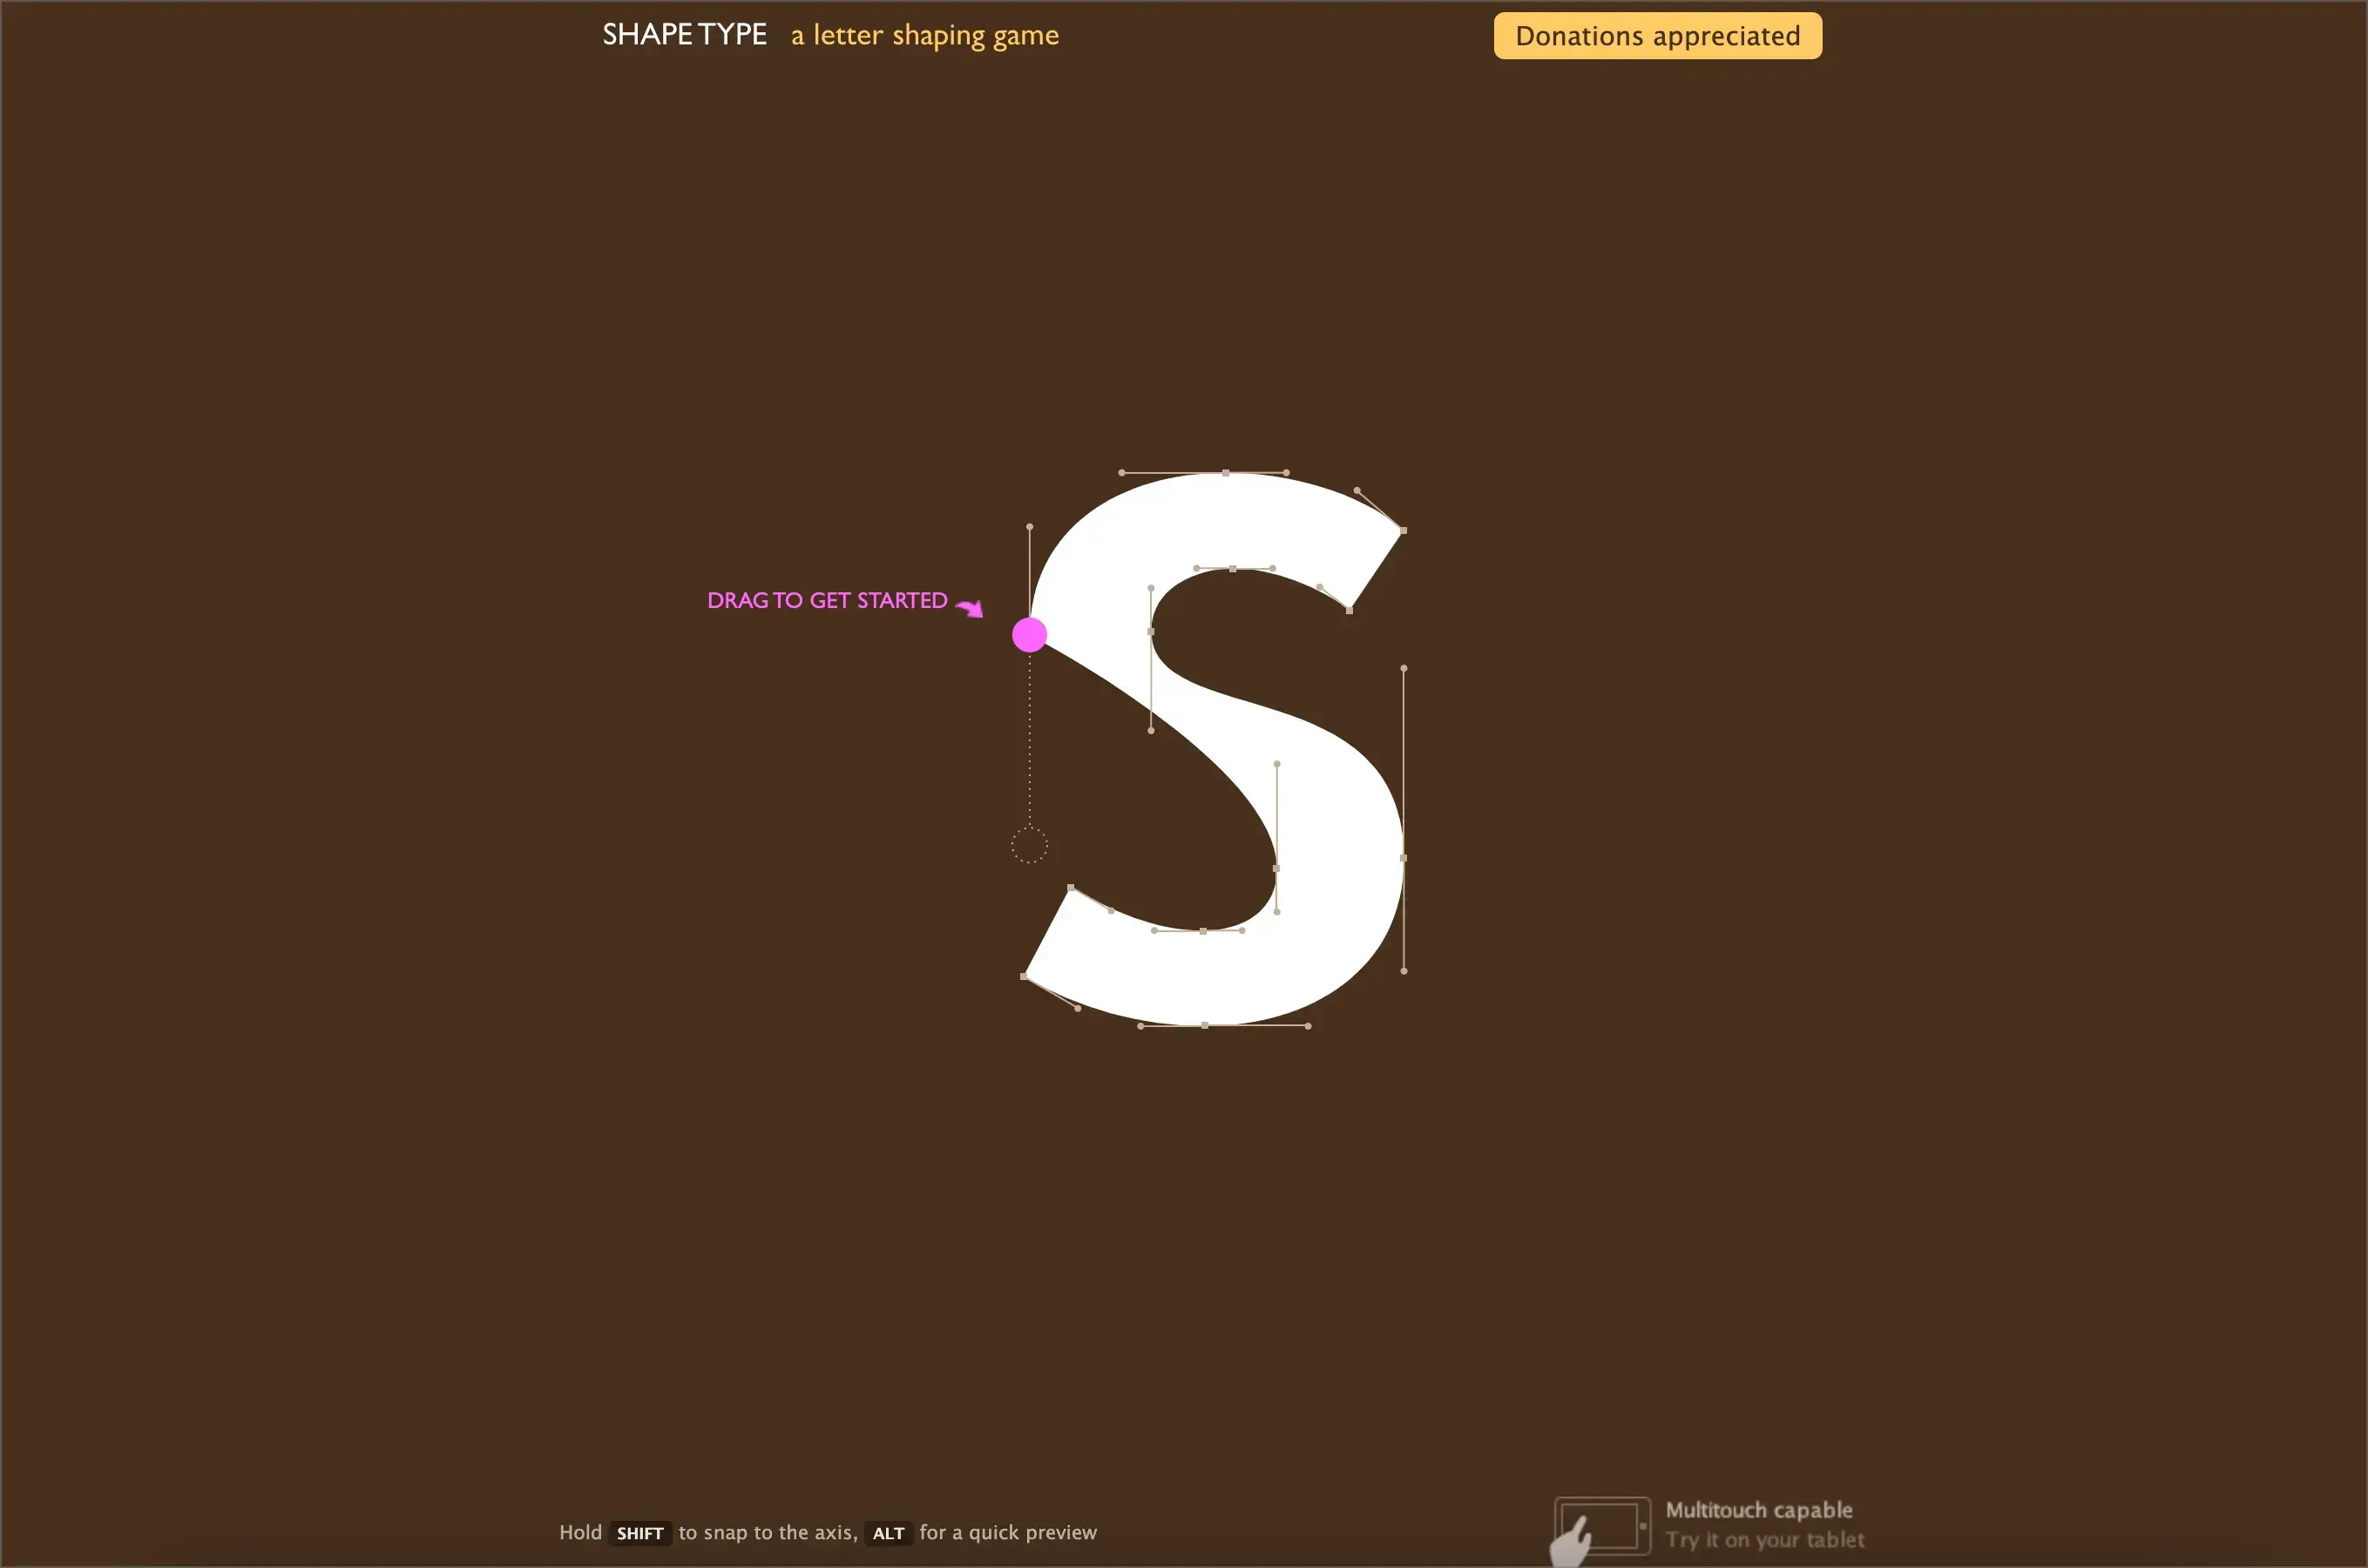 SHAPE TYPE a letter shaping game
Donations appreciated
DRAG TO GET STARTED
S
Hold SHIFT to snap to the axis, ALT for a quick preview
Multitouch capable
Try it on your tablet